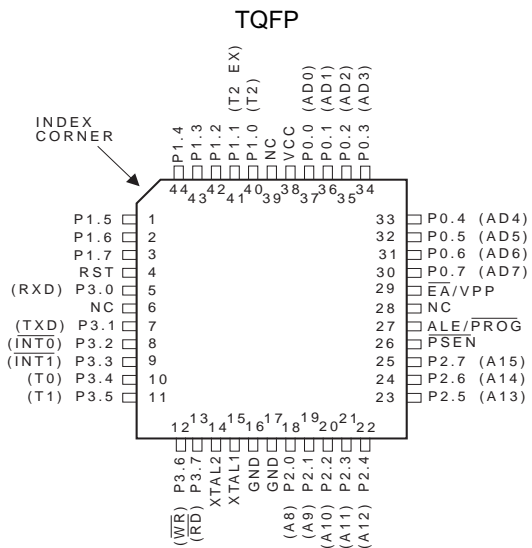 TQFP
INDEX
CORNER
P1.4
P1.3
P1.2
P1.1 (T2 EX)
P1.0 (T2)
NC
VCC
P0.0 (AD0)
P0.1 (AD1)
P0.2 (AD2)
P0.3 (AD3)
44
43
42
41
40
39
38
37
36
35
34
P1.5 1
P1.6 2
P1.7 3
RST 4
(RXD) P3.0 5
NC 6
(TXD) P3.1 7
(INT0) P3.2 8
(INT1) P3.3 9
(T0) P3.4 10
(T1) P3.5 11
33 P0.4 (AD4)
32 P0.5 (AD5)
31 P0.6 (AD6)
30 P0.7 (AD7)
29 EA/VPP
28 NC
27 ALE/PROG
26 PSEN
25 P2.7 (A15)
24 P2.6 (A14)
23 P2.5 (A13)
12
13
14
15
16
17
18
19
20
21
22
(WR) P3.6
(RD) P3.7
XTAL2
XTAL1
GND
GND
(A8) P2.0
(A9) P2.1
(A10) P2.2
(A11) P2.3
(A12) P2.4